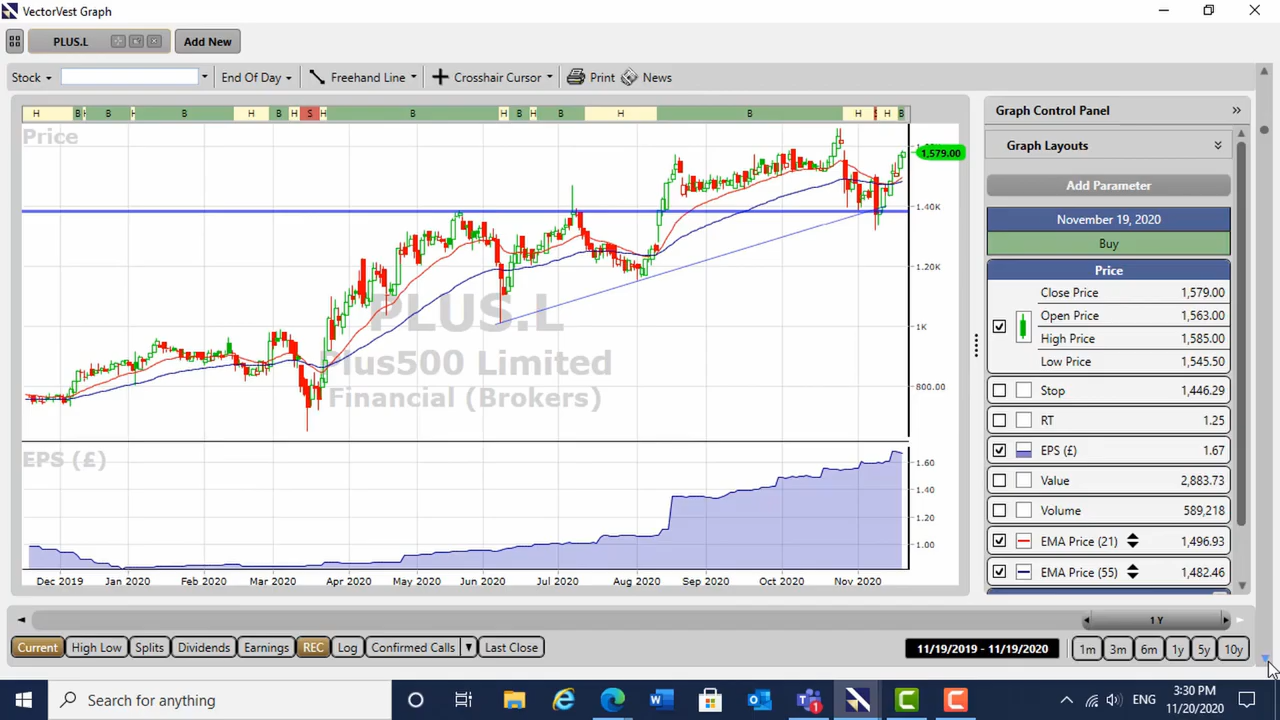 VectorVest Graph
PLUS.L
Add New
Stock End Of Day Freehand Line Crosshair Cursor Print News
H B H B H B H B H S H B H B H B H B H S H B
Price
1,579.00
1.40K
1.20K
1K
800.00
PLUS.L
Plus500 Limited
Financial (Brokers)
EPS (£)
1.60
1.40
1.20
1.00
Dec 2019 Jan 2020 Feb 2020 Mar 2020 Apr 2020 May 2020 Jun 2020 Jul 2020 Aug 2020 Sep 2020 Oct 2020 Nov 2020
Graph Control Panel »
Graph Layouts
Add Parameter
November 19, 2020
Buy
Price
Close Price 1,579.00
Open Price 1,563.00
High Price 1,585.00
Low Price 1,545.50
Stop 1,446.29
RT 1.25
EPS (£) 1.67
Value 2,883.73
Volume 589,218
EMA Price (21) 1,496.93
EMA Price (55) 1,482.46
1 Y
Current High Low Splits Dividends Earnings REC Log Confirmed Calls Last Close
11/19/2019 - 11/19/2020 1m 3m 6m 1y 5y 10y
Search for anything
1
ENG
3:30 PM
11/20/2020